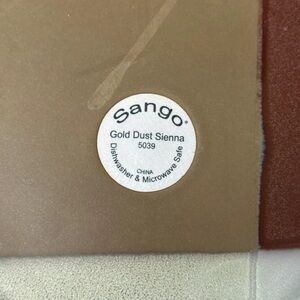 Sango®
Gold Dust Sienna
5039
CHINA
Dishwasher & Microwave Safe